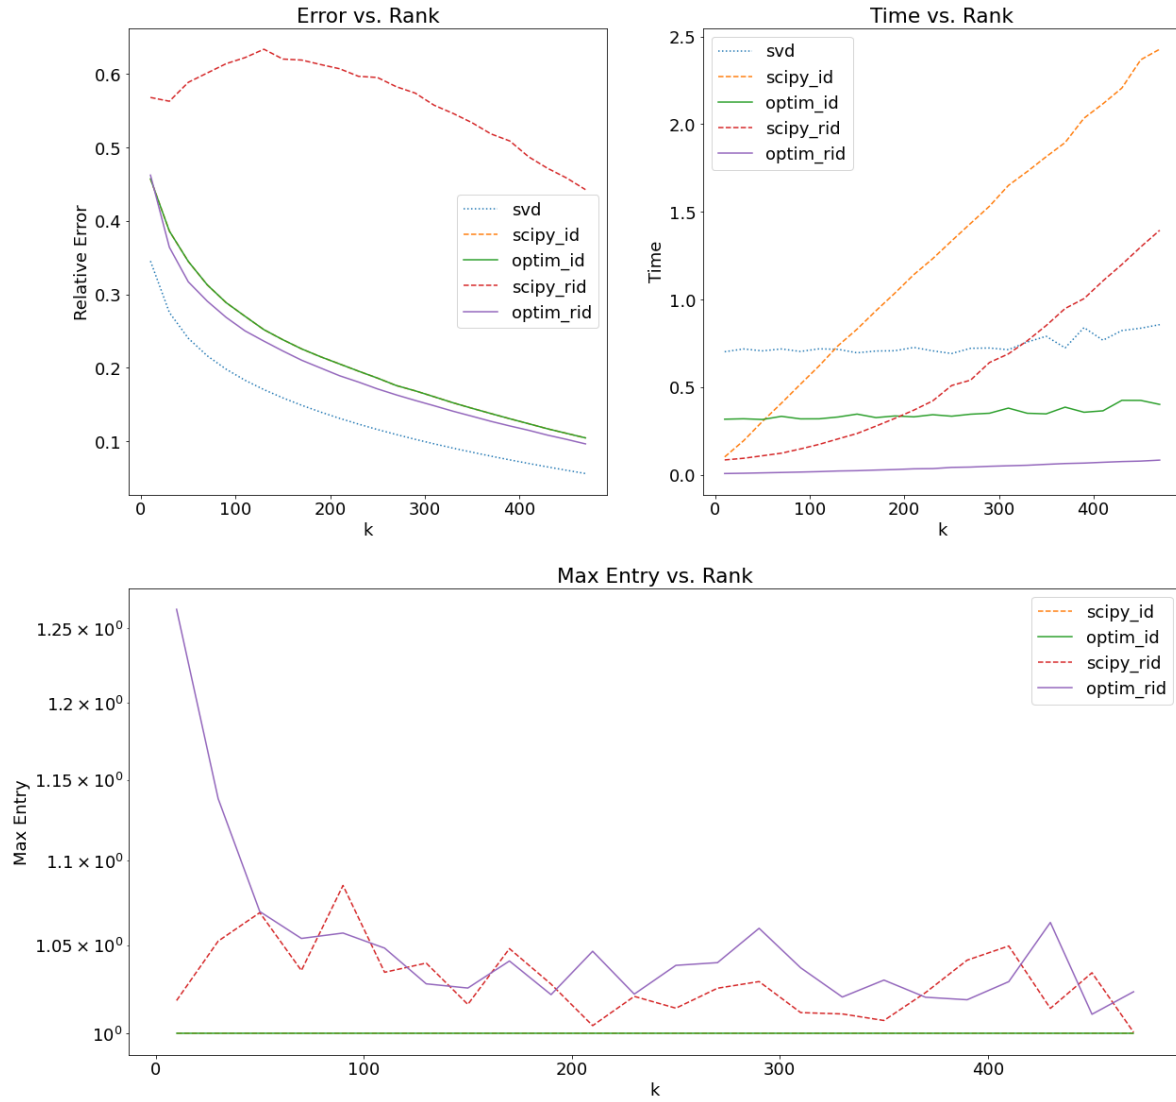 Error vs. Rank
Relative Error
0.6
0.5
0.4
0.3
0.2
0.1
0
100
200
300
400
k
svd
scipy_id
optim_id
scipy_rid
optim_rid
Time vs. Rank
Time
2.5
2.0
1.5
1.0
0.5
0.0
0
100
200
300
400
k
svd
scipy_id
optim_id
scipy_rid
optim_rid
Max Entry vs. Rank
Max Entry
1.25 × 10⁰
1.2 × 10⁰
1.15 × 10⁰
1.1 × 10⁰
1.05 × 10⁰
10⁰
0
100
200
300
400
k
scipy_id
optim_id
scipy_rid
optim_rid